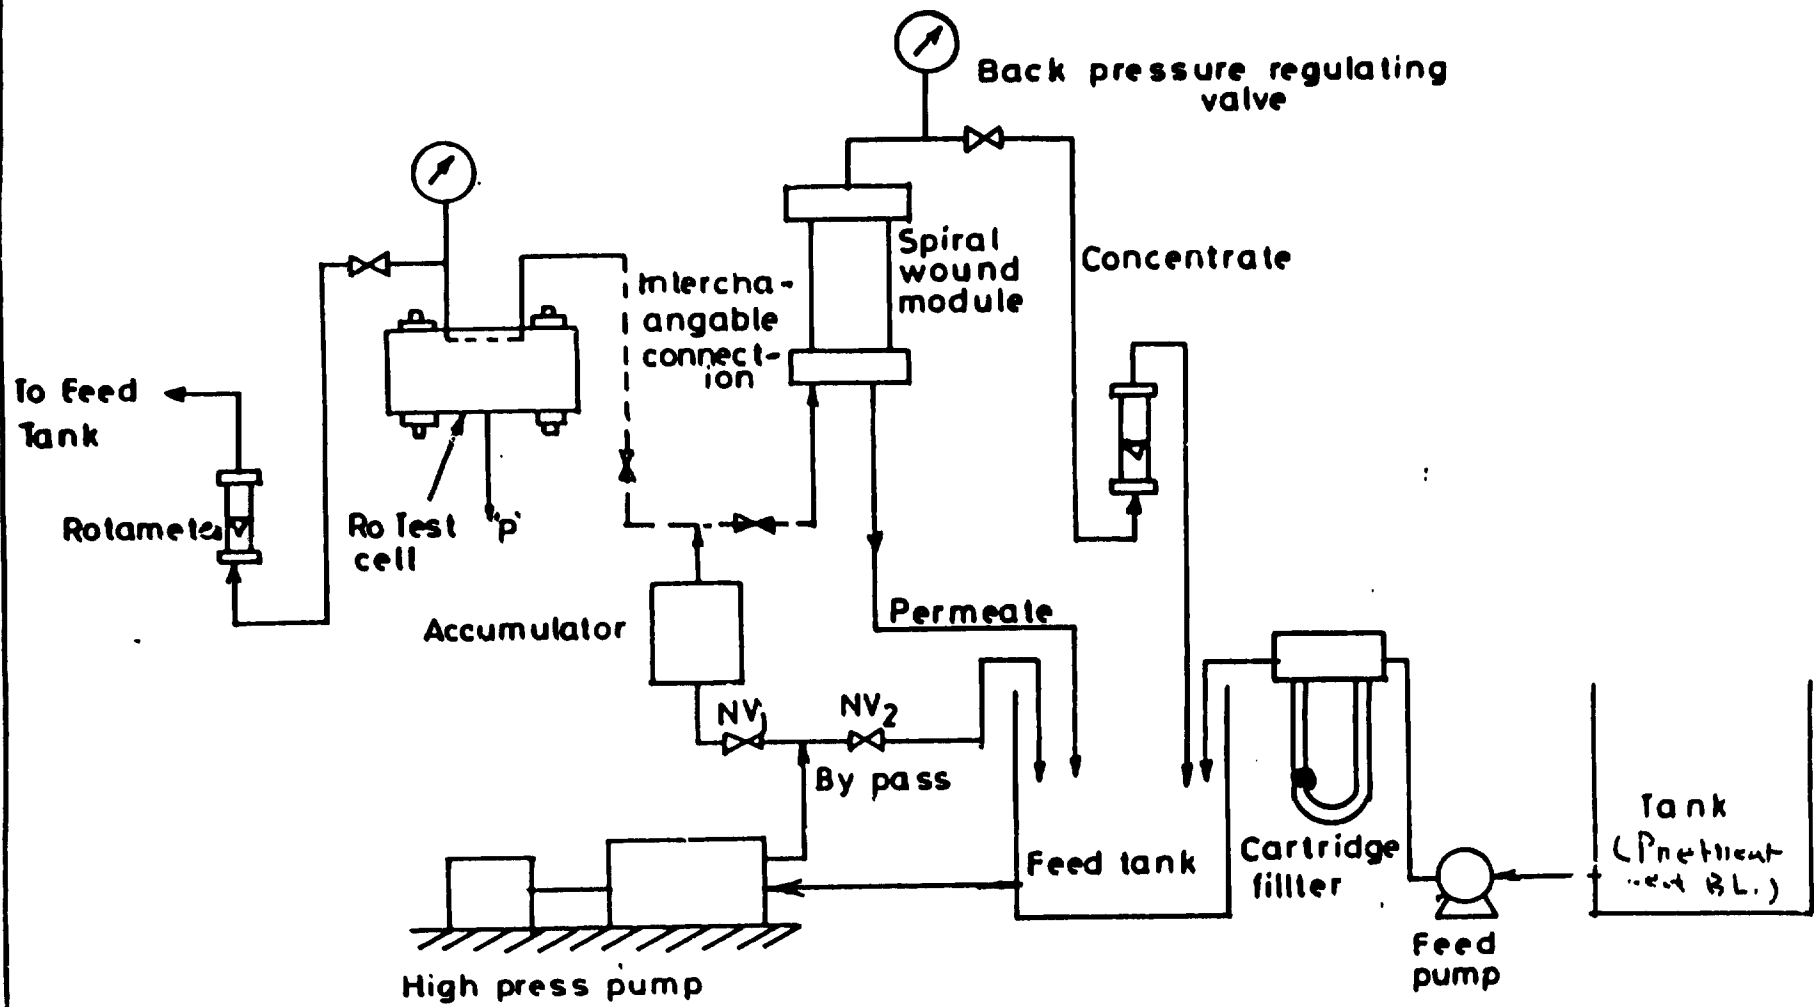 Back pressure regulating
valve
Spiral
wound
module
Concentrate
Intercha-
angable
connect-
ion
To Feed
Tank
Rotameter
Ro Test
cell
'P'
Accumulator
Permeate
NV1
NV2
By pass
Feed tank
Cartridge
fillter
Tank
BL.)
Feed
pump
High press pump